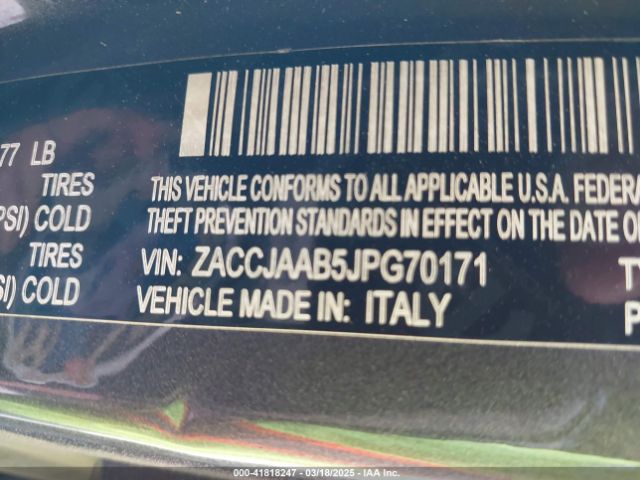 77 LB
TIRES
PSI) COLD
TIRES
SI) COLD
THIS VEHICLE CONFORMS TO ALL APPLICABLE U.S.A. FEDERA
THEFT PREVENTION STANDARDS IN EFFECT ON THE DATE O
VIN: ZACCJAAB5JPG70171
VEHICLE MADE IN: ITALY
T
P
000-41818247 — 03/18/2025 — IAA Inc.